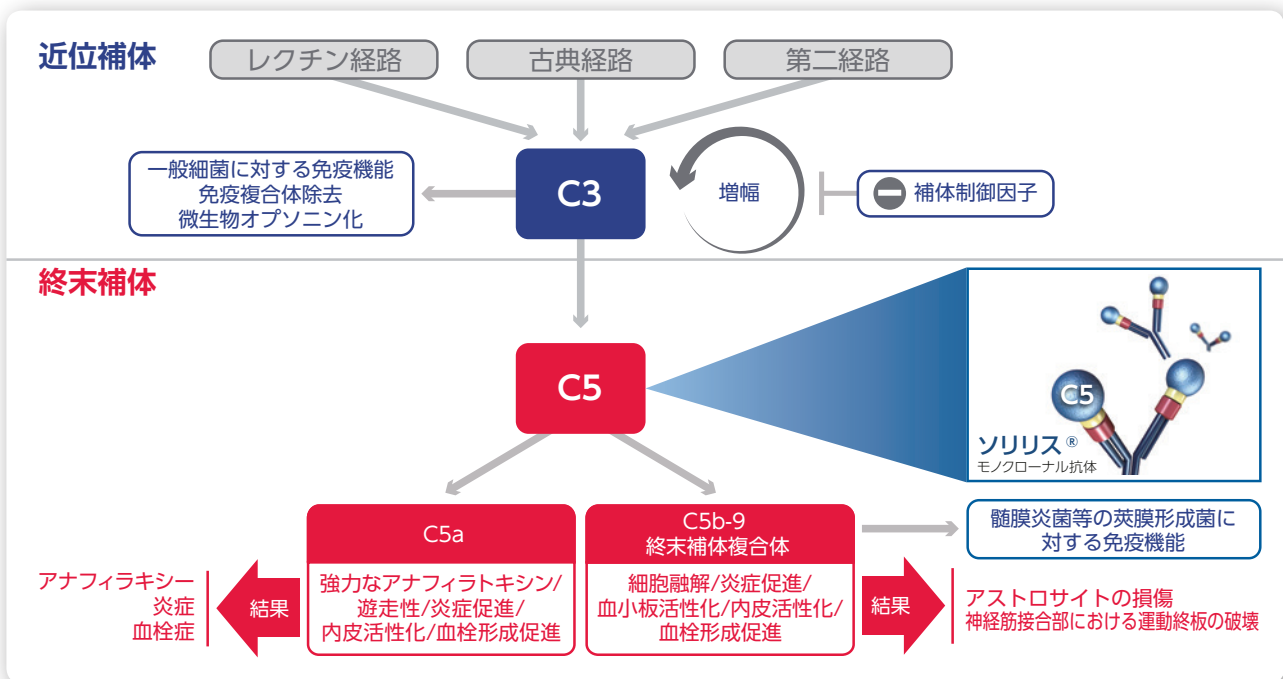 近位補体
レクチン経路
古典経路
第二経路
一般細菌に対する免疫機能
免疫複合体除去
微生物オプソニン化
C3
増幅
補体制御因子
終末補体
C5
C5
ソリリス®
モノクローナル抗体
C5a
強力なアナフィラトキシン/
遊走性/炎症促進/
内皮活性化/血栓形成促進
C5b-9
終末補体複合体
細胞融解/炎症促進/
血小板活性化/内皮活性化/
血栓形成促進
髄膜炎菌等の莢膜形成菌に
対する免疫機能
結果
アナフィラキシー
炎症
血栓症
結果
アストロサイトの損傷
神経筋接合部における運動終板の破壊